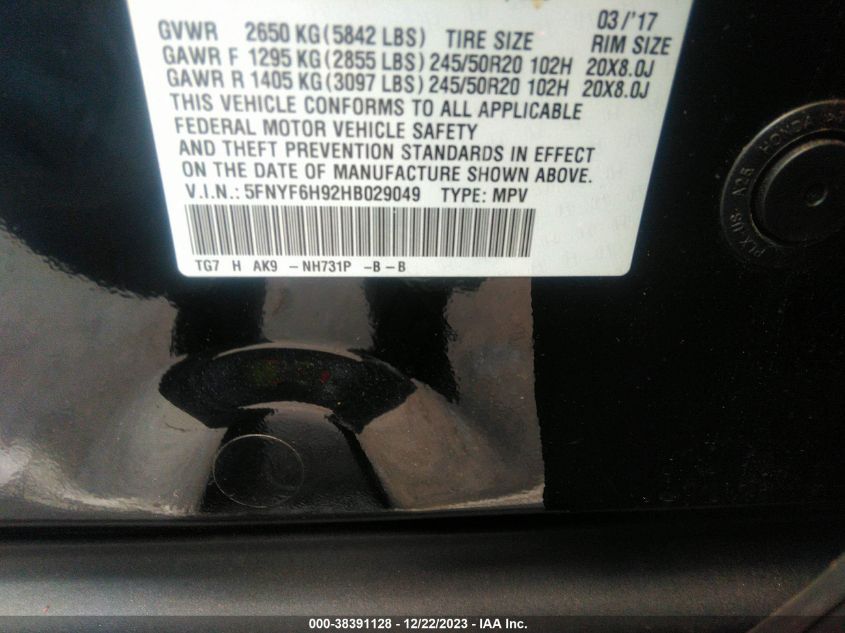 03/'17
GVWR 2650 KG(5842 LBS) TIRE SIZE RIM SIZE
GAWR F 1295 KG(2855 LBS)245/50R20 102H 20X8.0J
GAWR R 1405 KG(3097 LBS)245/50R20 102H 20X8.0J
THIS VEHICLE CONFORMS TO ALL APPLICABLE
FEDERAL MOTOR VEHICLE SAFETY
AND THEFT PREVENTION STANDARDS IN EFFECT
ON THE DATE OF MANUFACTURE SHOWN ABOVE.
V.I.N.: 5FNYF6H92HB029049 TYPE: MPV
TG7 H AK9 -NH731P -B-B
HONDA
000-38391128 - 12/22/2023 - IAA Inc.